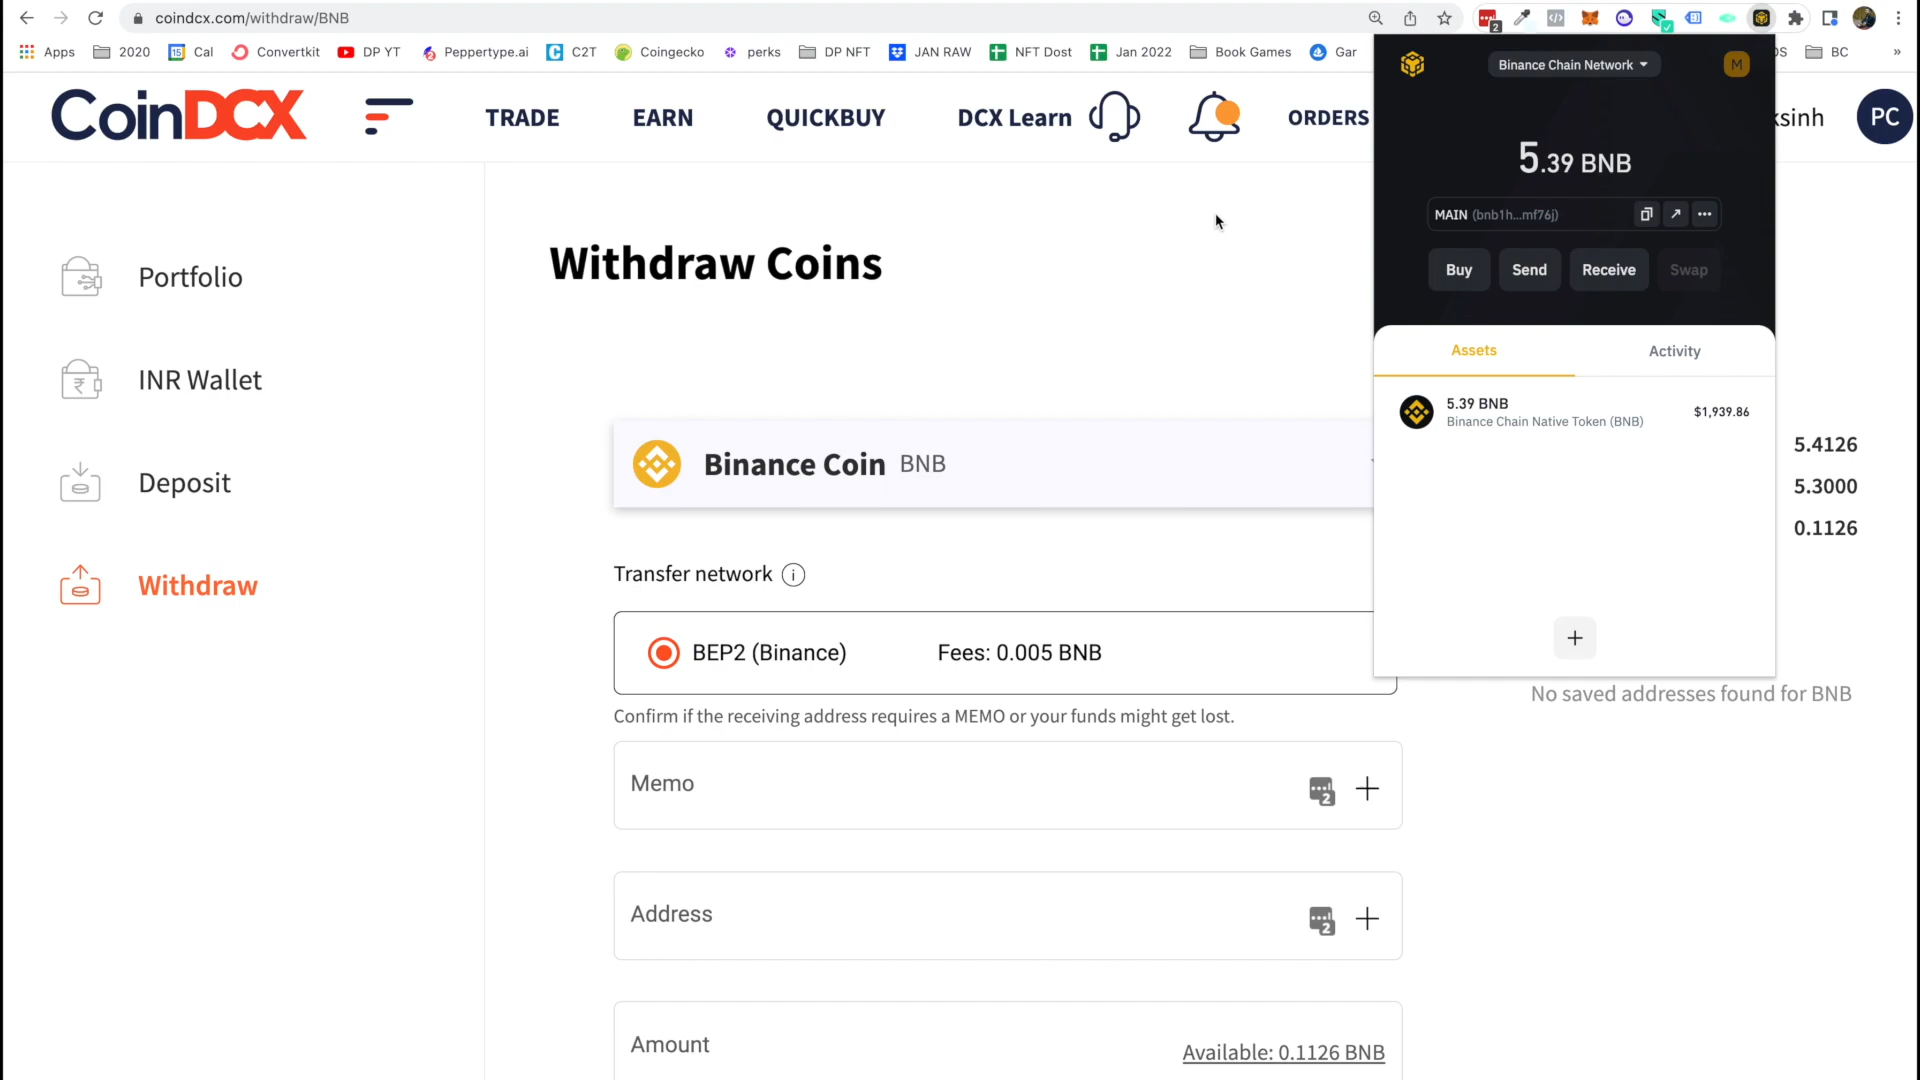 coindcx.com/withdraw/BNB
2
Apps
2020
15
Cal
Convertkit
DP YT
Peppertype.ai
C2T
Coingecko
perks
DP NFT
JAN RAW
NFT Dost
Jan 2022
Book Games
Gar
BC
»
CoinDCX
TRADE
EARN
QUICKBUY
DCX Learn
ORDERS
ksinh
PC
Binance Chain Network
M
5.39 BNB
MAIN (bnb1h...mf76j)
Buy
Send
Receive
Swap
Assets
Activity
5.39 BNB
Binance Chain Native Token (BNB)
$1,939.86
Portfolio
INR Wallet
Deposit
Withdraw
Withdraw Coins
Binance Coin BNB
5.4126
5.3000
0.1126
Transfer network
BEP2 (Binance)
Fees: 0.005 BNB
No saved addresses found for BNB
Confirm if the receiving address requires a MEMO or your funds might get lost.
Memo
2
Address
2
Amount
Available: 0.1126 BNB